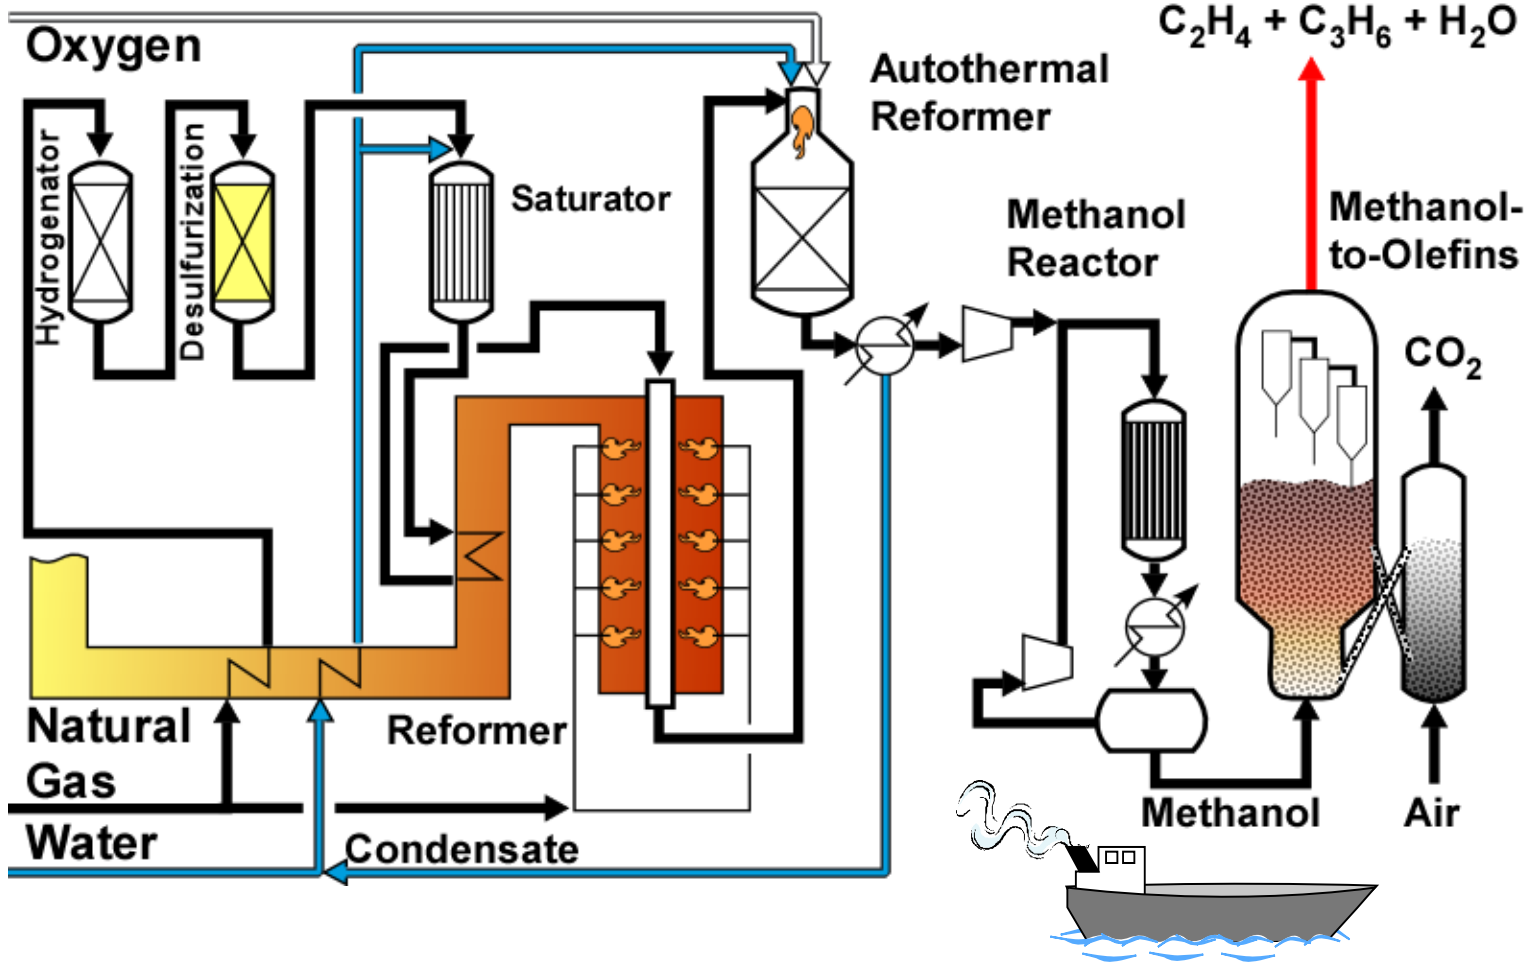 C₂H₄ + C₃H₆ + H₂O
Oxygen
Autothermal
Reformer
Hydrogenator
Desulfurization
Saturator
Methanol
Reactor
Methanol-
to-Olefins
CO₂
Natural
Gas
Reformer
Water
Condensate
Methanol
Air